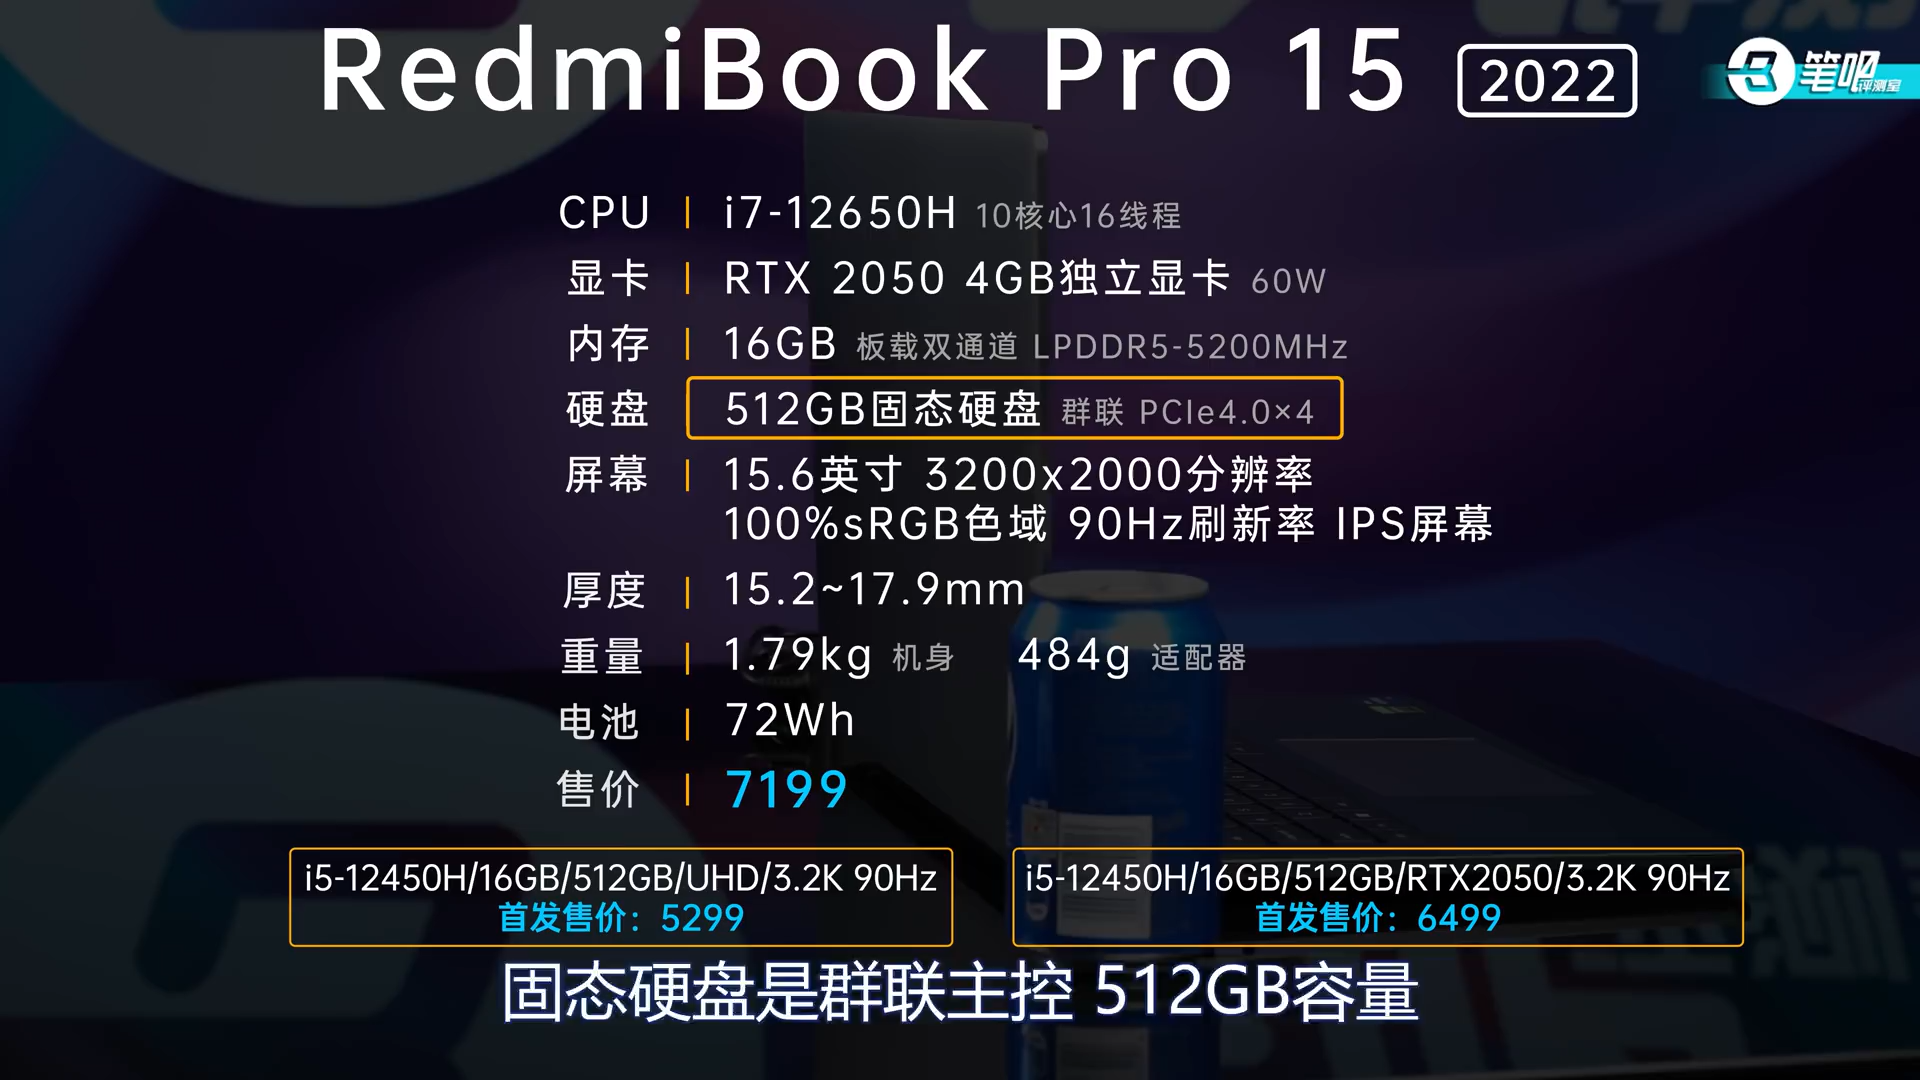 RedmiBook Pro 15 2022
笔吧评测室
CPU | i7-12650H 10核心16线程
显卡 | RTX 2050 4GB独立显卡 60W
内存 | 16GB 板载双通道 LPDDR5-5200MHz
硬盘 512GB固态硬盘 群联 PCIe4.0×4
屏幕 | 15.6英寸 3200x2000分辨率
100%sRGB色域 90Hz刷新率 IPS屏幕
厚度 | 15.2~17.9mm
重量 | 1.79kg 机身 484g 适配器
电池 | 72Wh
售价 | 7199
i5-12450H/16GB/512GB/UHD/3.2K 90Hz
首发售价：5299
i5-12450H/16GB/512GB/RTX2050/3.2K 90Hz
首发售价：6499
固态硬盘是群联主控 512GB容量